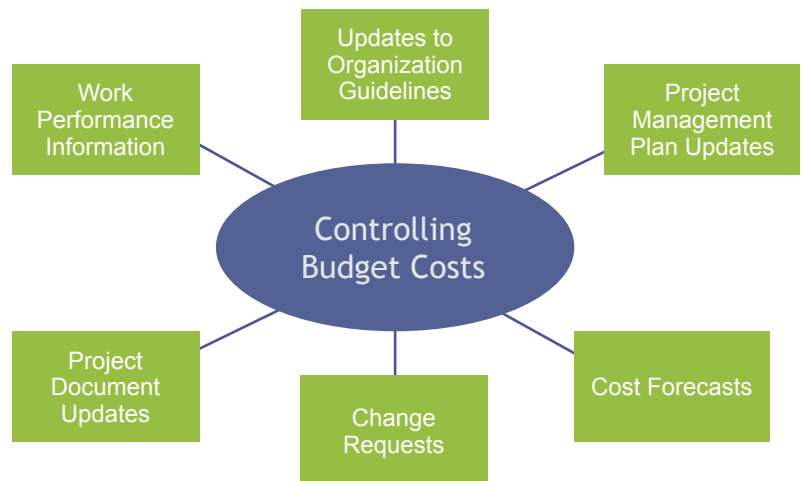 Updates to
Organization
Guidelines
Work
Performance
Information
Project
Management
Plan Updates
Controlling
Budget Costs
Project
Document
Updates
Change
Requests
Cost Forecasts